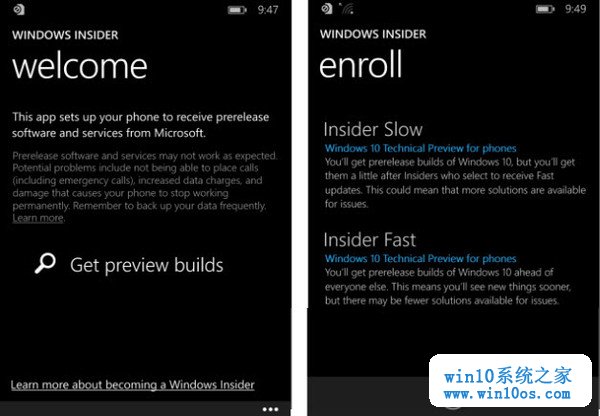 9:47
WINDOWS INSIDER
welcome
This app sets up your phone to receive prerelease
software and services from Microsoft.
Prerelease software and services may not work as expected.
Potential problems include not being able to place calls
(including emergency calls), increased data charges, and
damage that causes your phone to stop working
permanently. Remember to back up your data frequently.
Learn more.
Get preview builds
Learn more about becoming a Windows Insider
9:49
WINDOWS INSIDER
enroll
Insider Slow
Windows 10 Technical Preview for phones
You'll get prerelease builds of Windows 10, but you'll get
them a little after Insiders who select to receive Fast
updates. This could mean that more solutions are available
for issues.
Insider Fast
Windows 10 Technical Preview for phones
You'll get prerelease builds of Windows 10 ahead of
everyone else. This means you'll see new things sooner,
but there may be fewer solutions available for issues.
win10系统之家
www.win10os.com